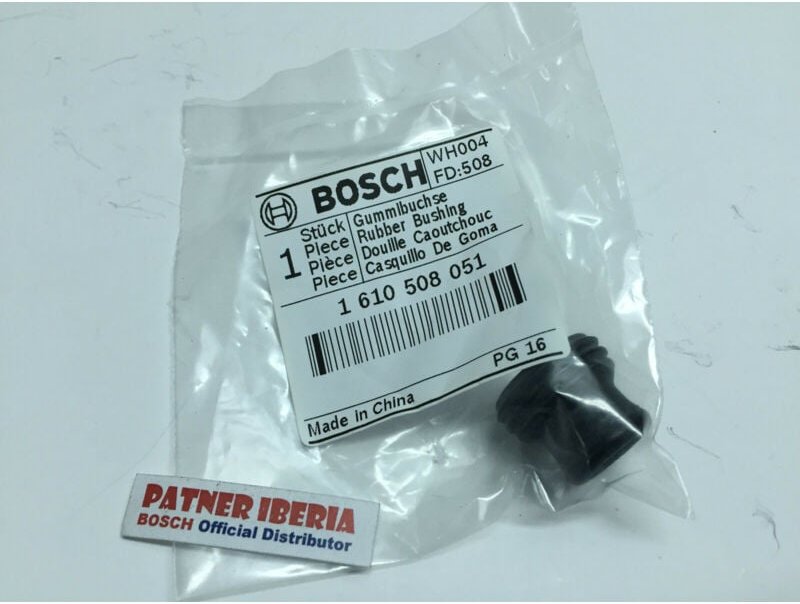 BOSCH
WH004
FD:508
1
Stück Gummibuchse
Piece Rubber Bushing
Pièce Douille Caoutchouc
Piece Casquillo De Goma
1 610 508 051
PG 16
Made in China
PATNER IBERIA
BOSCH Official Distributor